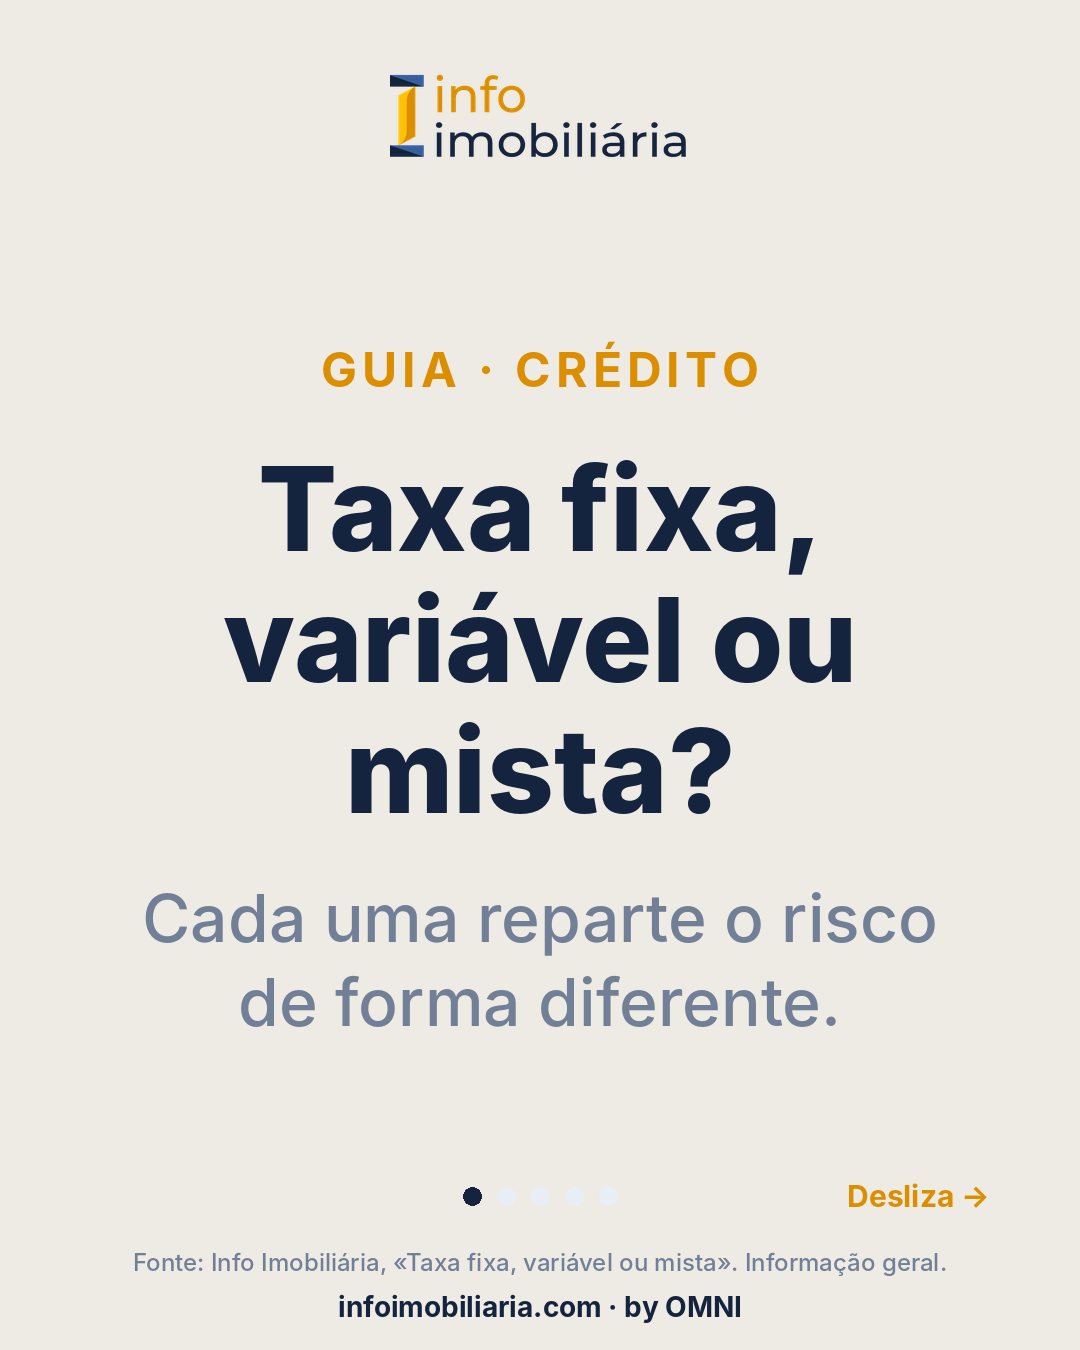 info
imobiliária
GUIA · CRÉDITO
Taxa fixa,
variável ou
mista?
Cada uma reparte o risco
de forma diferente.
Desliza →
Fonte: Info Imobiliária, «Taxa fixa, variável ou mista». Informação geral.
infoimobiliaria.com · by OMNI